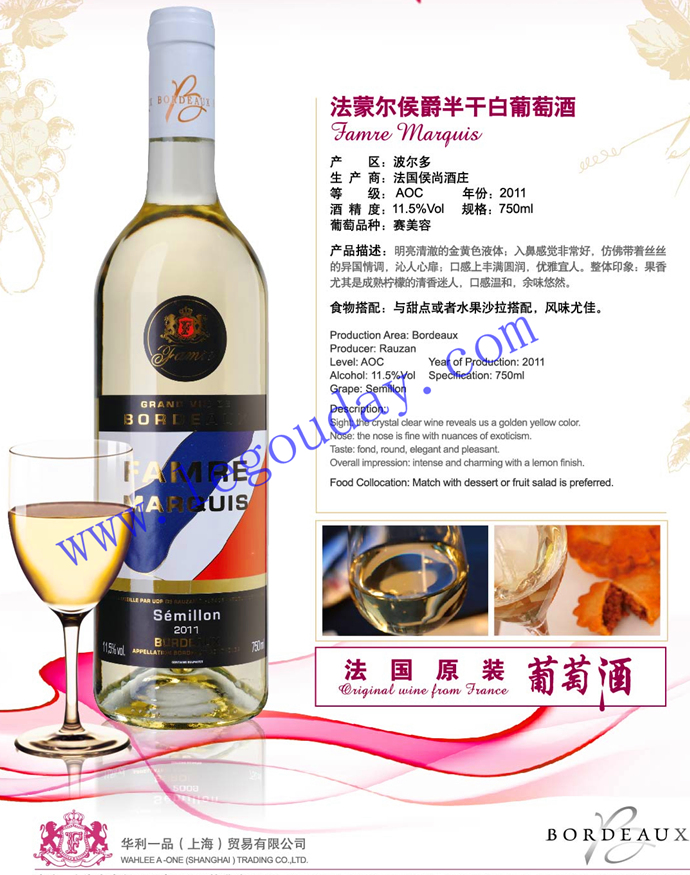 BORDEAUX
法蒙尔侯爵半干白葡萄酒
Famre Marquis
产 区：波尔多
生 产 商：法国侯尚酒庄
等 级： AOC 年份：2011
酒 精 度：11.5%Vol 规格：750ml
葡萄品种：赛美容
产品描述：明亮清澈的金黄色液体；入鼻感觉非常好，仿佛带着丝丝
的异国情调，沁人心扉；口感上丰满圆润，优雅宜人。整体印象：果香
尤其是成熟柠檬的清香迷人，口感温和，余味悠然。
食物搭配：与甜点或者水果沙拉搭配，风味尤佳。
Production Area: Bordeaux
Producer: Rauzan
Level: AOC Year of Production: 2011
Alcohol: 11.5%Vol Specification: 750ml
Grape: Semillon
Description:
Sight: the crystal clear wine reveals us a golden yellow color.
Nose: the nose is fine with nuances of exoticism.
Taste: fond, round, elegant and pleasant.
Overall impression: intense and charming with a lemon finish.
Food Collocation: Match with dessert or fruit salad is preferred.
Famre
GRAND VIN DE
BORDEAUX
FAMRE
MARQUIS
Sémillon
2011
11.5% vol.
BORDEAUX
750ml
www.tegouday.com
法国原装 葡萄酒
Original wine from France
F
华利一品（上海）贸易有限公司
WAHLEE A-ONE (SHANGHAI) TRADING CO.,LTD.
BORDEAUX